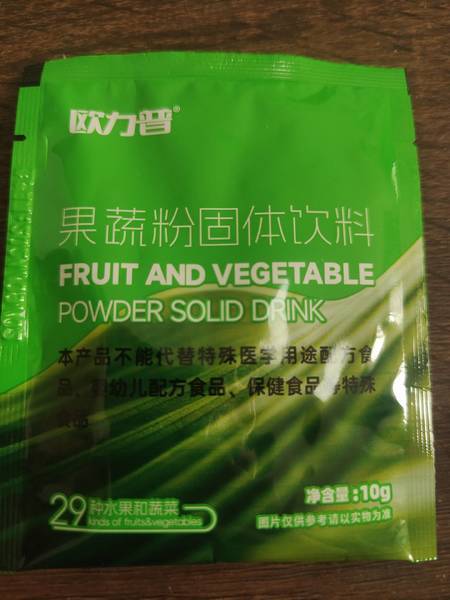 欧力普®
果蔬粉固体饮料
FRUIT AND VEGETABLE
POWDER SOLID DRINK
本产品不能代替特殊医学用途配方食
品、婴幼儿配方食品、保健食品等特殊
食品
29种水果和蔬菜
kinds of fruits&vegetables
净含量:10g
图片仅供参考请以实物为准